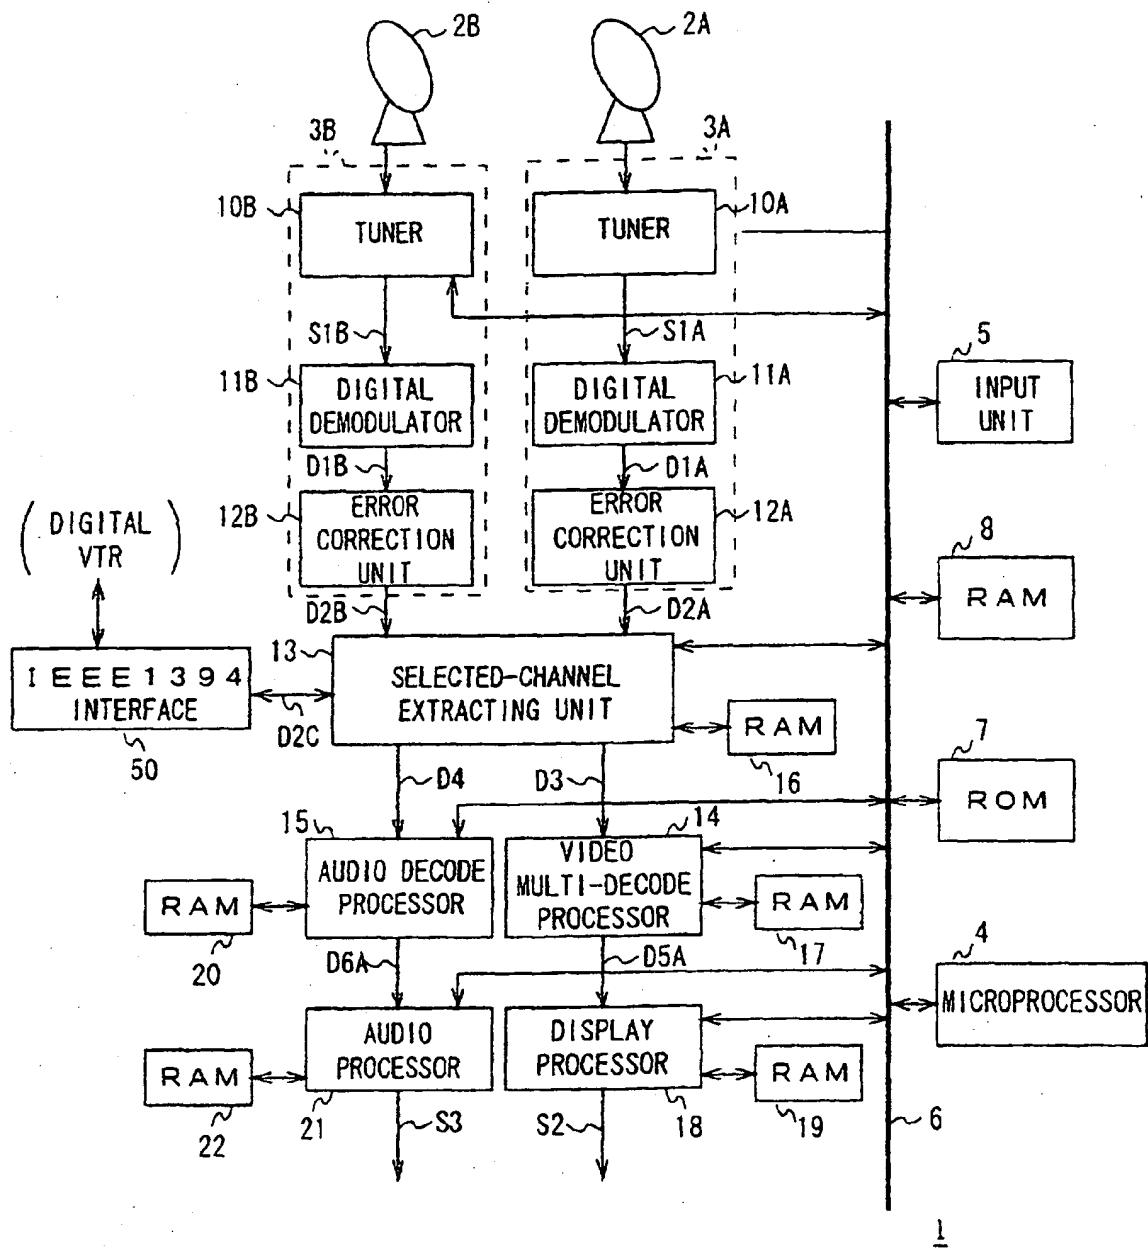 2B
2A
3B
3A
10B
TUNER
TUNER
10A
S1B
S1A
5
11B
DIGITAL
DEMODULATOR
DIGITAL
DEMODULATOR
11A
INPUT
UNIT
D1B
D1A
(DIGITAL
VTR)
12B
ERROR
CORRECTION
UNIT
ERROR
CORRECTION
UNIT
12A
8
RAM
D2B
D2A
13
IEEE1394
INTERFACE
SELECTED-CHANNEL
EXTRACTING UNIT
D2C
50
RAM
16
7
ROM
D4
D3
15
14
AUDIO DECODE
PROCESSOR
VIDEO
MULTI-DECODE
PROCESSOR
RAM
20
RAM
17
4
MICROPROCESSOR
D6A
D5A
AUDIO
PROCESSOR
DISPLAY
PROCESSOR
RAM
22
RAM
19
21
S3
S2
18
6
1